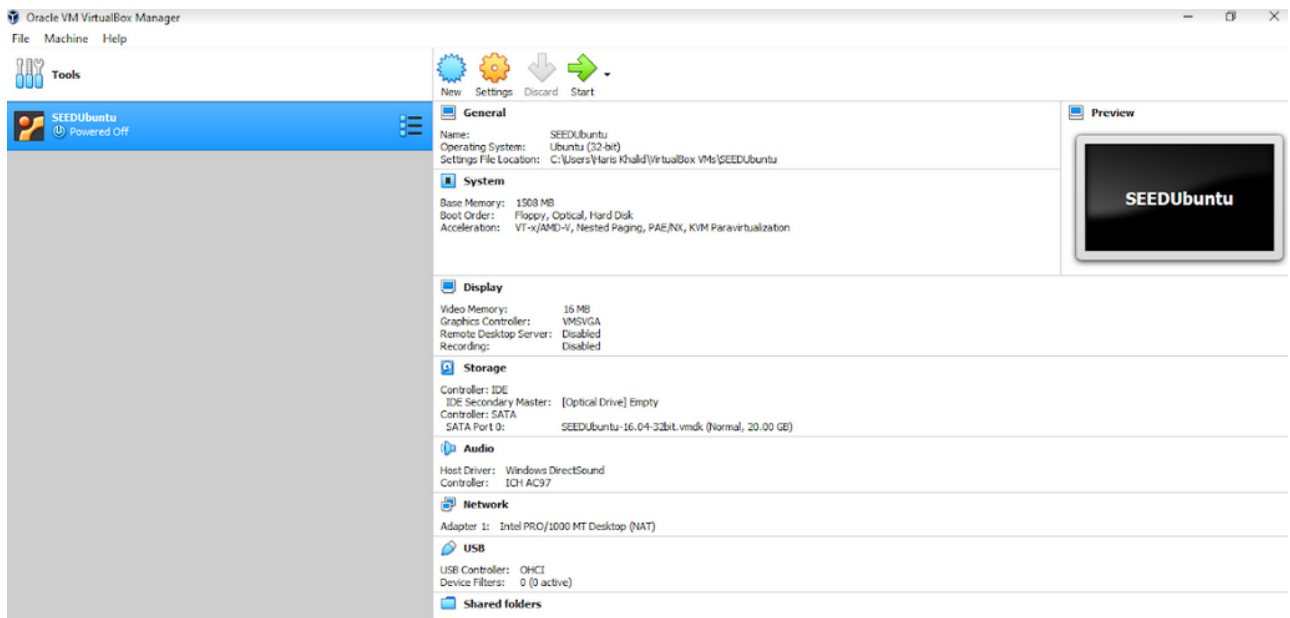 Oracle VM VirtualBox Manager
File Machine Help
Tools
SEEDUbuntu
Powered Off
New Settings Discard Start
General
Name: SEEDUbuntu
Operating System: Ubuntu (32-bit)
Settings File Location: C:\Users\Haris Khalid\VirtualBox VMs\SEEDUbuntu
System
Base Memory: 1508 MB
Boot Order: Floppy, Optical, Hard Disk
Acceleration: VT-x/AMD-V, Nested Paging, PAE/NX, KVM Paravirtualization
Preview
SEEDUbuntu
Display
Video Memory: 16 MB
Graphics Controller: VMSVGA
Remote Desktop Server: Disabled
Recording: Disabled
Storage
Controller: IDE
IDE Secondary Master: [Optical Drive] Empty
Controller: SATA
SATA Port 0: SEEDUbuntu-16.04-32bit.vmdk (Normal, 20.00 GB)
Audio
Host Driver: Windows DirectSound
Controller: ICH AC97
Network
Adapter 1: Intel PRO/1000 MT Desktop (NAT)
USB
USB Controller: OHCI
Device Filters: 0 (0 active)
Shared folders